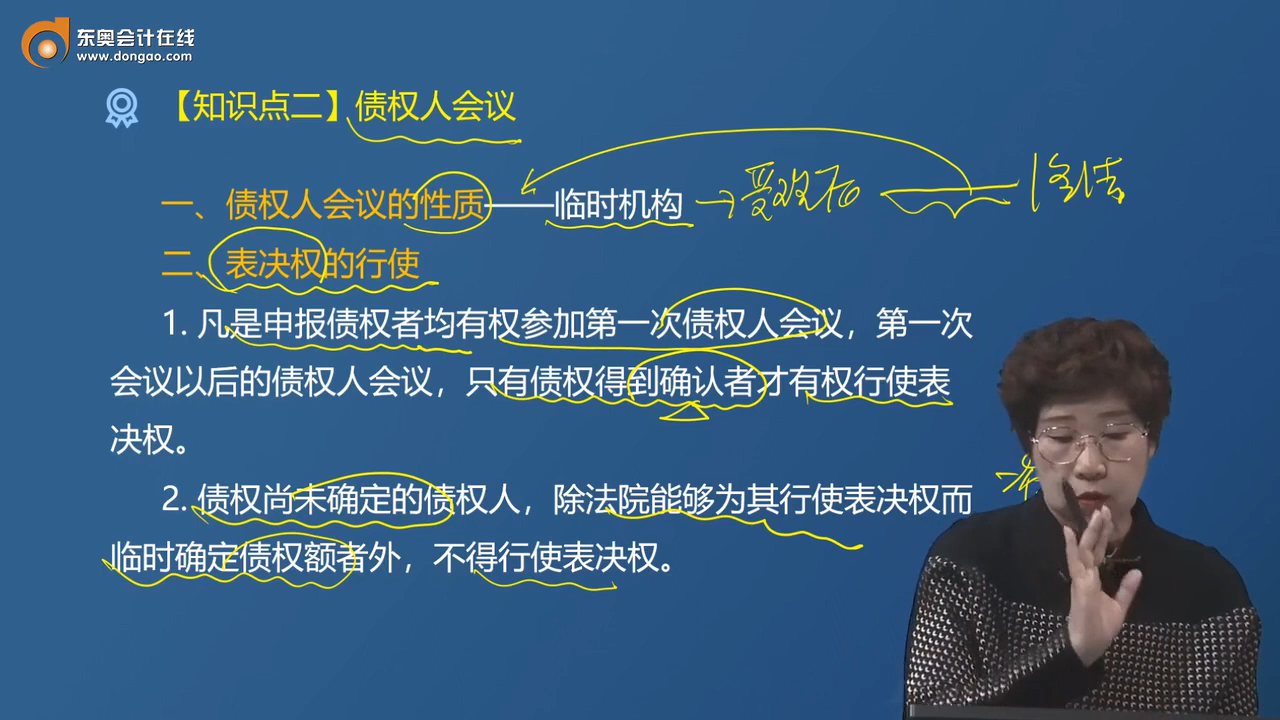 东奥会计在线
www.dongao.com
【知识点二】债权人会议
一、债权人会议的性质——临时机构
二、表决权的行使
1. 凡是申报债权者均有权参加第一次债权人会议，第一次
会议以后的债权人会议，只有债权得到确认者才有权行使表
决权。
2. 债权尚未确定的债权人，除法院能够为其行使表决权而
临时确定债权额者外，不得行使表决权。